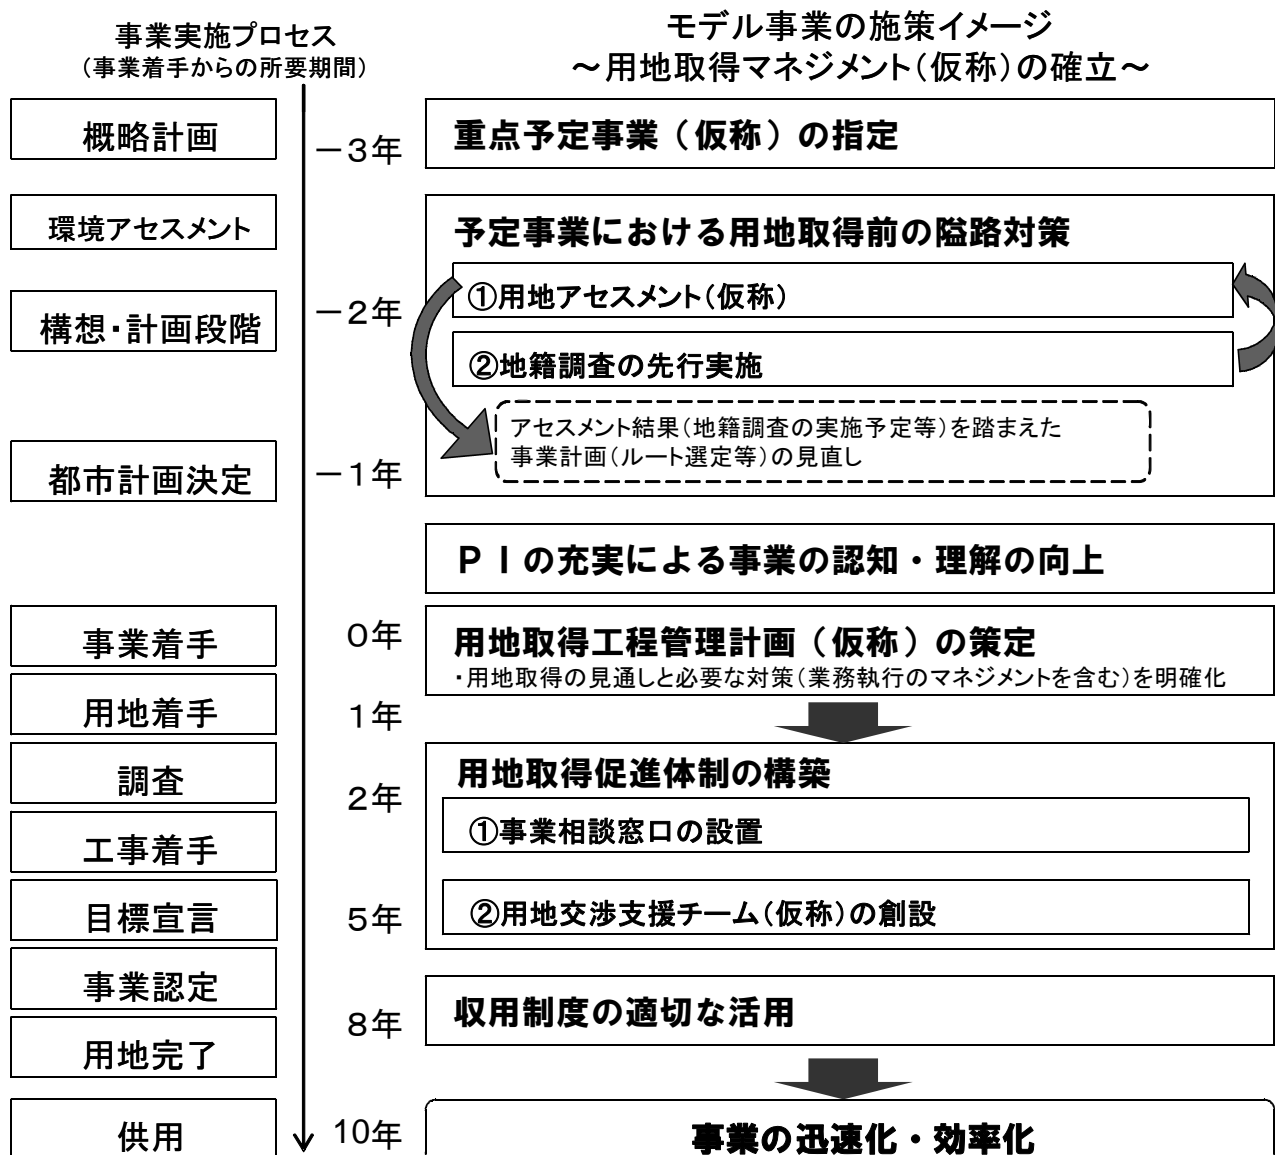 事業実施プロセス
（事業着手からの所要期間）
モデル事業の施策イメージ
～用地取得マネジメント（仮称）の確立～
概略計画
環境アセスメント
構想・計画段階
都市計画決定
事業着手
用地着手
調査
工事着手
目標宣言
事業認定
用地完了
供用
－3年
－2年
－1年
0年
1年
2年
5年
8年
10年
重点予定事業（仮称）の指定
予定事業における用地取得前の隘路対策
①用地アセスメント（仮称）
②地籍調査の先行実施
アセスメント結果（地籍調査の実施予定等）を踏まえた
事業計画（ルート選定等）の見直し
ＰＩの充実による事業の認知・理解の向上
用地取得工程管理計画（仮称）の策定
・用地取得の見通しと必要な対策（業務執行のマネジメントを含む）を明確化
用地取得促進体制の構築
①事業相談窓口の設置
②用地交渉支援チーム（仮称）の創設
収用制度の適切な活用
事業の迅速化・効率化